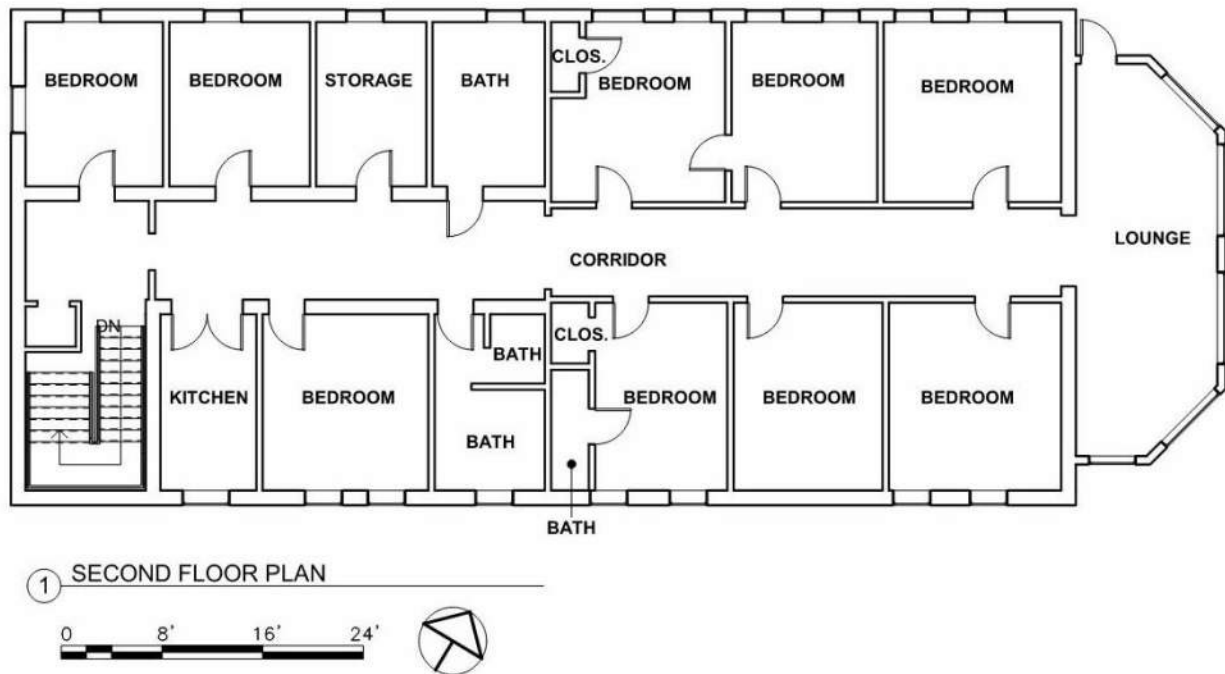 CLOS.
BEDROOM
BEDROOM
STORAGE
BATH
BEDROOM
BEDROOM
BEDROOM
LOUNGE
CORRIDOR
DN
CLOS.
BATH
KITCHEN
BEDROOM
BEDROOM
BEDROOM
BEDROOM
BATH
BATH
1 SECOND FLOOR PLAN
0 8' 16' 24'